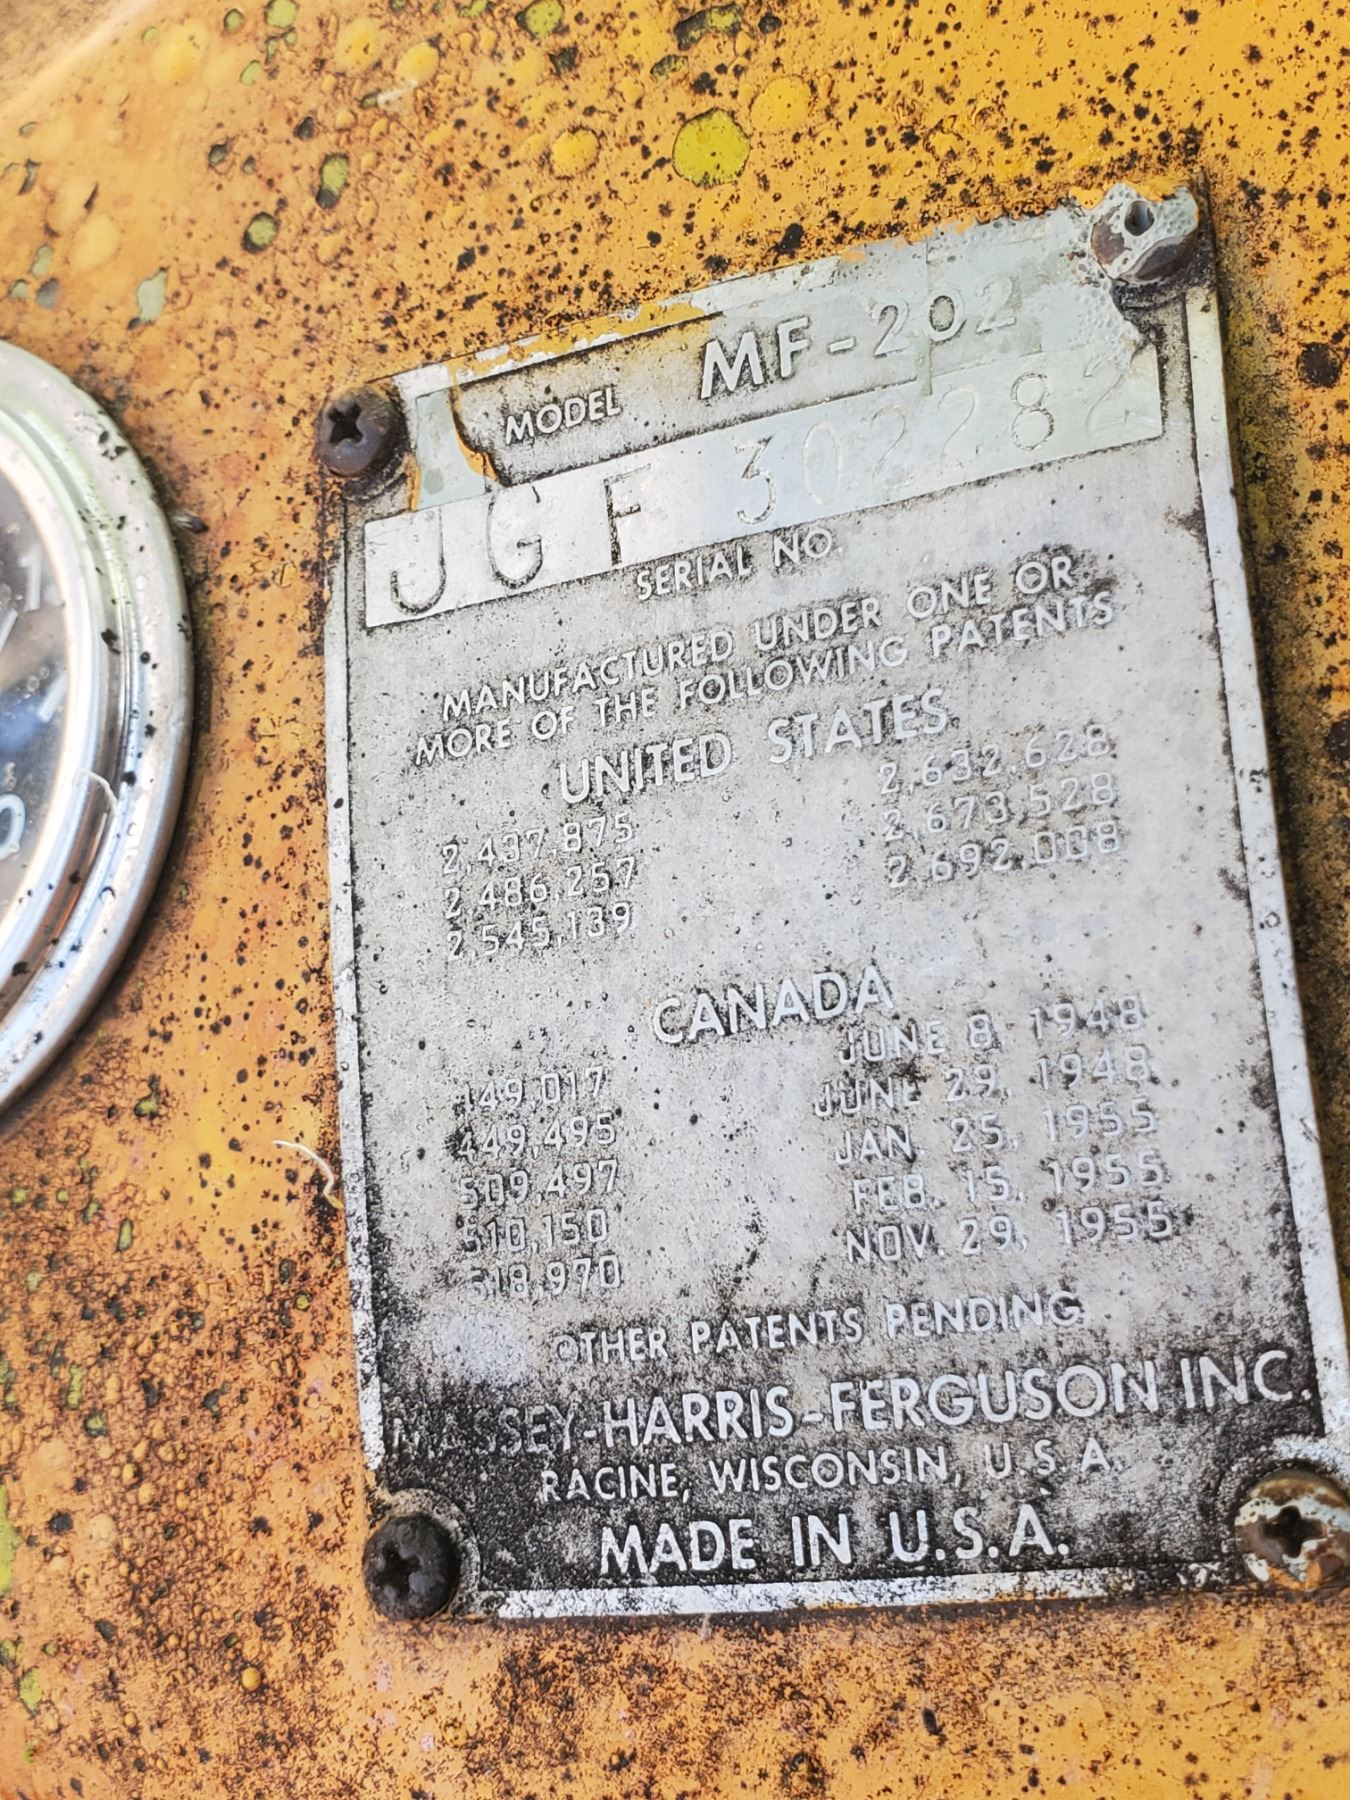 MODEL MF-202
JGF 302282
SERIAL NO.
MANUFACTURED UNDER ONE OR
MORE OF THE FOLLOWING PATENTS
UNITED STATES
2,437,875 2,632,628
2,486,257 2,673,528
2,545,139 2,692,008
CANADA
449,017 JUNE 8, 1948
449,495 JUNE 29, 1948
509,497 JAN. 25, 1955
510,150 FEB. 15, 1955
518,970 NOV. 29, 1955
OTHER PATENTS PENDING
MASSEY-HARRIS-FERGUSON INC.
RACINE, WISCONSIN, U.S.A.
MADE IN U.S.A.